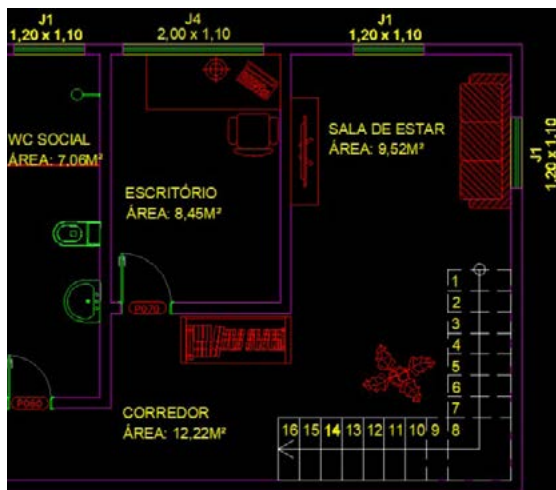 J1
1,20 x 1,10
J4
2,00 x 1,10
J1
1,20 x 1,10
WC SOCIAL
ÁREA: 7,06M²
SALA DE ESTAR
ÁREA: 9,52M²
J1
1,20 x 1,10
ESCRITÓRIO
ÁREA: 8,45M²
P070
P060
CORREDOR
ÁREA: 12,22M²
1
2
3
4
5
6
7
16 15 14 13 12 11 10 9 8